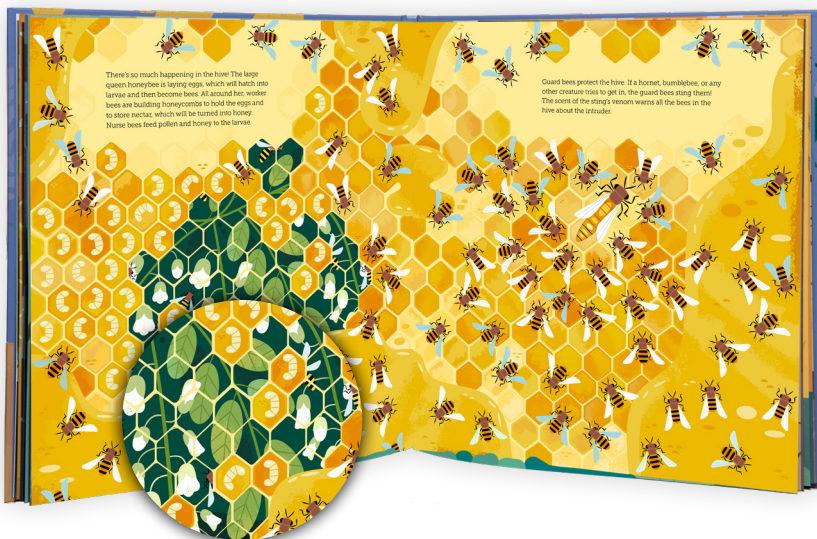 There's so much happening in the hive! The large
queen honeybee is laying eggs, which will hatch into
larvae and then become bees. All around her, worker
bees are building honeycombs to hold the eggs and
to store nectar, which will be turned into honey.
Nurse bees feed pollen and honey to the larvae.
Guard bees protect the hive. If a hornet, bumblebee, or any
other creature tries to get in, the guard bees sting them!
The scent of the sting's venom warns all the bees in the
hive about the intruder.